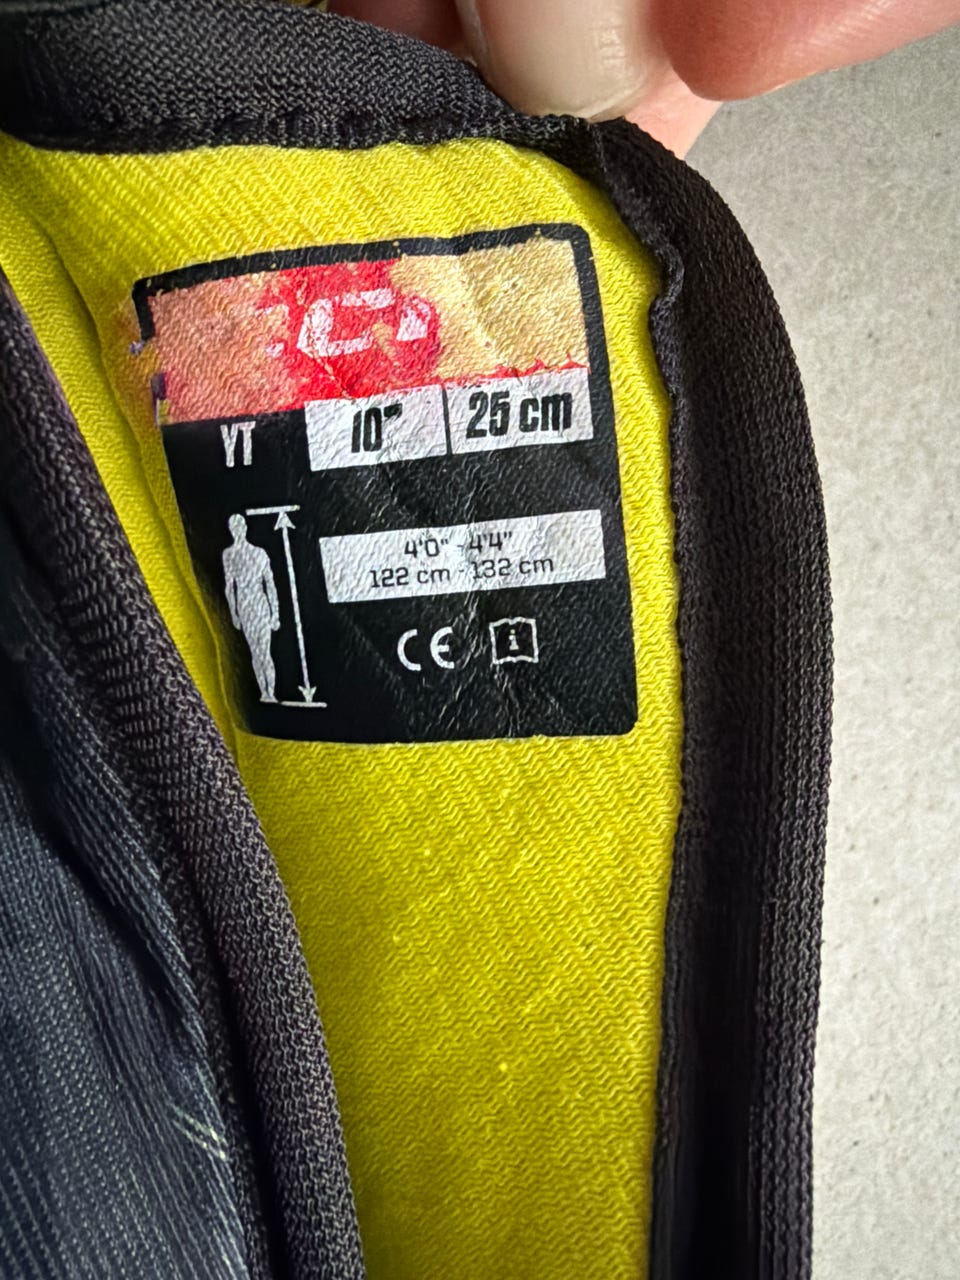 YT 10" 25 cm
4'0" - 4'4"
122 cm - 132 cm
CE i